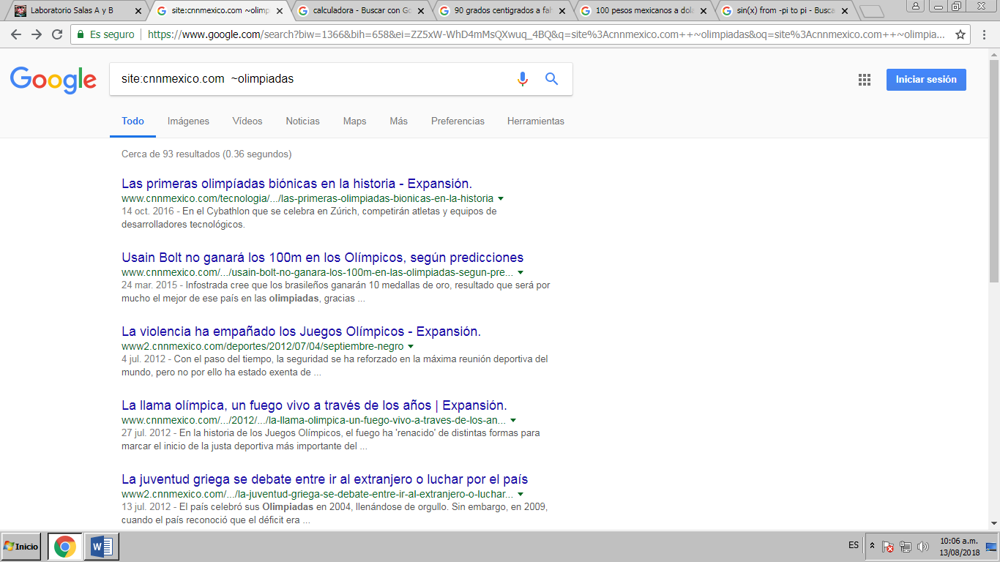 Laboratorio Salas A y B
site:cnnmexico.com ~olimp
calculadora - Buscar con Go
90 grados centigrados a fah
100 pesos mexicanos a dola
sin(x) from -pi to pi - Busca
Es seguro
https://www.google.com/search?biw=1366&bih=658&ei=ZZ5xW-WhD4mMsQXwuq_4BQ&q=site%3Acnnmexico.com++~olimpiadas&oq=site%3Acnnmexico.com++~olimpia...
Google
site:cnnmexico.com  ~olimpiadas
Iniciar sesión
Todo Imágenes Vídeos Noticias Maps Más Preferencias Herramientas
Cerca de 93 resultados (0.36 segundos)
Las primeras olimpíadas biónicas en la historia - Expansión.
www.cnnmexico.com/tecnologia/.../las-primeras-olimpiadas-bionicas-en-la-historia
14 oct. 2016 - En el Cybathlon que se celebra en Zúrich, competirán atletas y equipos de
desarrolladores tecnológicos.
Usain Bolt no ganará los 100m en los Olímpicos, según predicciones
www.cnnmexico.com/.../usain-bolt-no-ganara-los-100m-en-las-olimpiadas-segun-pre...
24 mar. 2015 - Infostrada cree que los brasileños ganarán 10 medallas de oro, resultado que será por
mucho el mejor de ese país en las olimpiadas, gracias ...
La violencia ha empañado los Juegos Olímpicos - Expansión.
www2.cnnmexico.com/deportes/2012/07/04/septiembre-negro
4 jul. 2012 - Con el paso del tiempo, la seguridad se ha reforzado en la máxima reunión deportiva del
mundo, pero no por ello ha estado exenta de ...
La llama olímpica, un fuego vivo a través de los años | Expansión.
www.cnnmexico.com/.../2012/.../la-llama-olimpica-un-fuego-vivo-a-traves-de-los-an...
27 jul. 2012 - En la historia de los Juegos Olímpicos, el fuego ha 'renacido' de distintas formas para
marcar el inicio de la justa deportiva más importante del ...
La juventud griega se debate entre ir al extranjero o luchar por el país
www2.cnnmexico.com/.../la-juventud-griega-se-debate-entre-ir-al-extranjero-o-luchar...
13 jul. 2012 - El país celebró sus Olimpiadas en 2004, llenándose de orgullo. Sin embargo, en 2009,
cuando el país reconoció que el déficit era ...
Inicio
ES
10:06 a.m.
13/08/2018